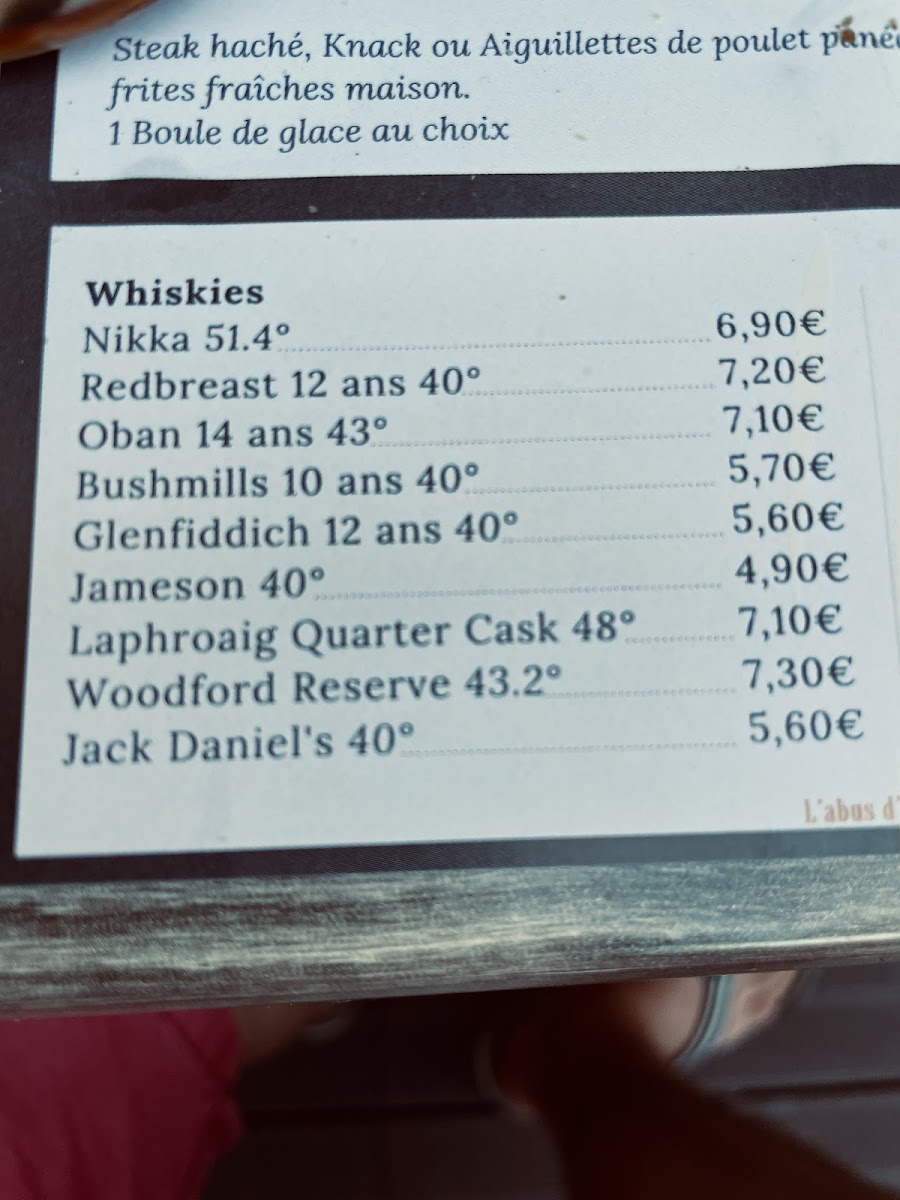 Steak haché, Knack ou Aiguillettes de poulet
frites fraîches maison.
1 Boule de glace au choix
Whiskies
Nikka 51.4° 6,90€
Redbreast 12 ans 40° 7,20€
Oban 14 ans 43° 7,10€
Bushmills 10 ans 40° 5,70€
Glenfiddich 12 ans 40° 5,60€
Jameson 40° 4,90€
Laphroaig Quarter Cask 48° 7,10€
Woodford Reserve 43.2° 7,30€
Jack Daniel's 40° 5,60€
L'abus d'